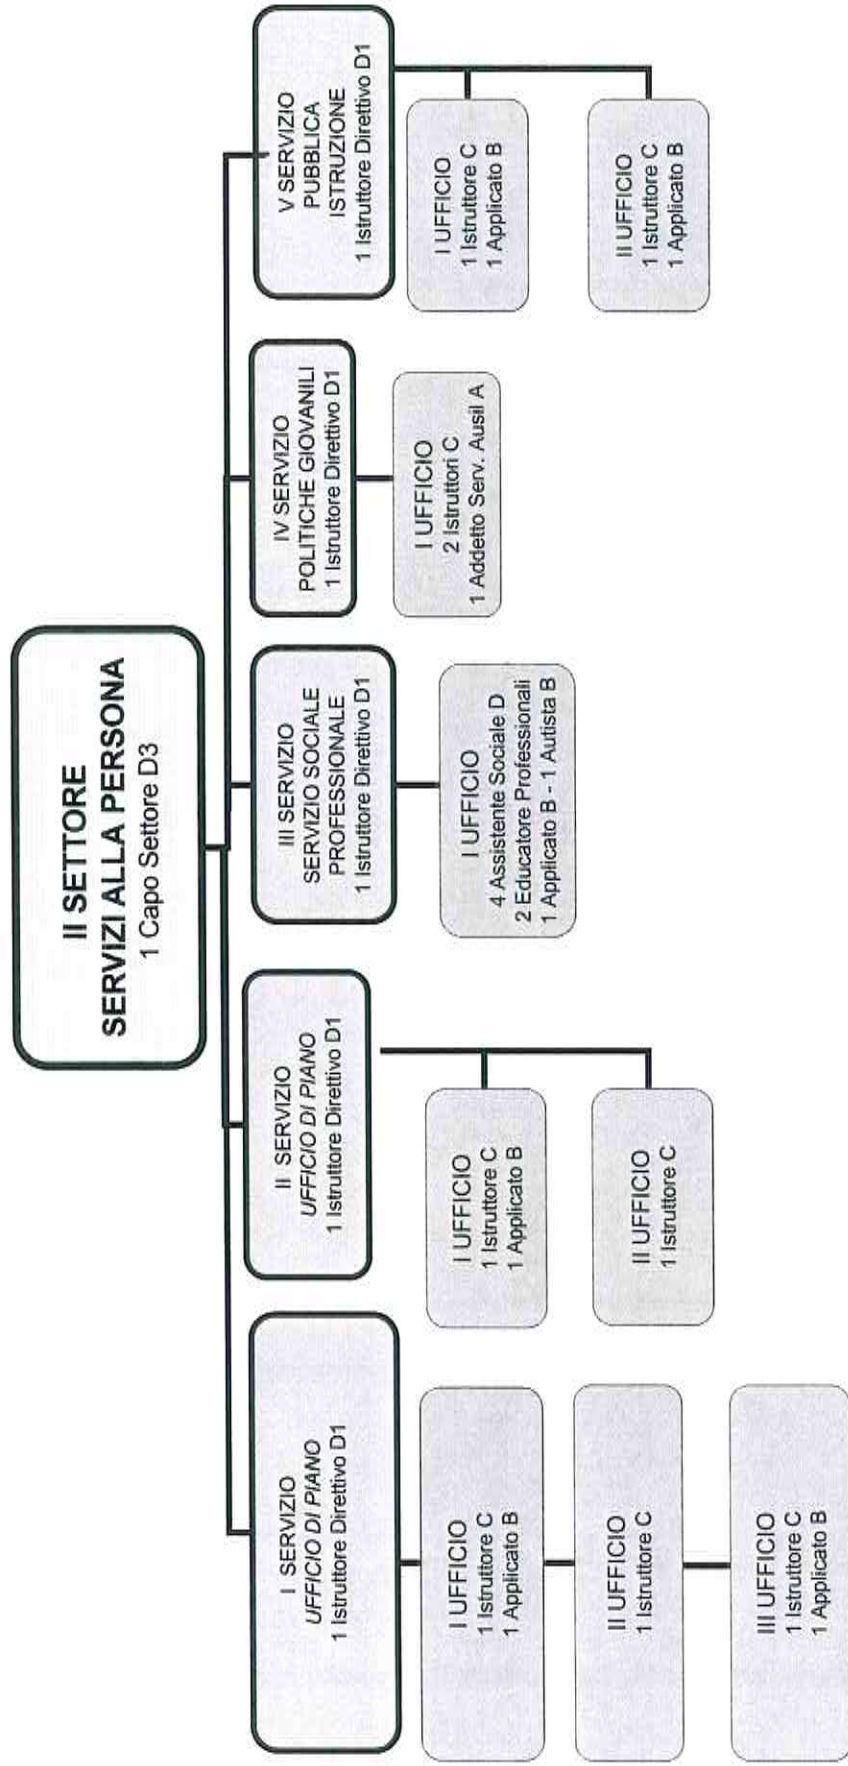 II SETTORE
SERVIZI ALLA PERSONA
1 Capo Settore D3
I SERVIZIO
UFFICIO DI PIANO
1 Istruttore Direttivo D1
I UFFICIO
1 Istruttore C
1 Applicato B
II UFFICIO
1 Istruttore C
III UFFICIO
1 Istruttore C
1 Applicato B
II SERVIZIO
UFFICIO DI PIANO
1 Istruttore Direttivo D1
I UFFICIO
1 Istruttore C
1 Applicato B
II UFFICIO
1 Istruttore C
III SERVIZIO
SERVIZIO SOCIALE
PROFESSIONALE
1 Istruttore Direttivo D1
I UFFICIO
4 Assistente Sociale D
2 Educatore Professionali
1 Applicato B - 1 Autista B
IV SERVIZIO
POLITICHE GIOVANILI
1 Istruttore Direttivo D1
I UFFICIO
2 Istruttori C
1 Addetto Serv. Ausil A
V SERVIZIO
PUBBLICA
ISTRUZIONE
1 Istruttore Direttivo D1
I UFFICIO
1 Istruttore C
1 Applicato B
II UFFICIO
1 Istruttore C
1 Applicato B